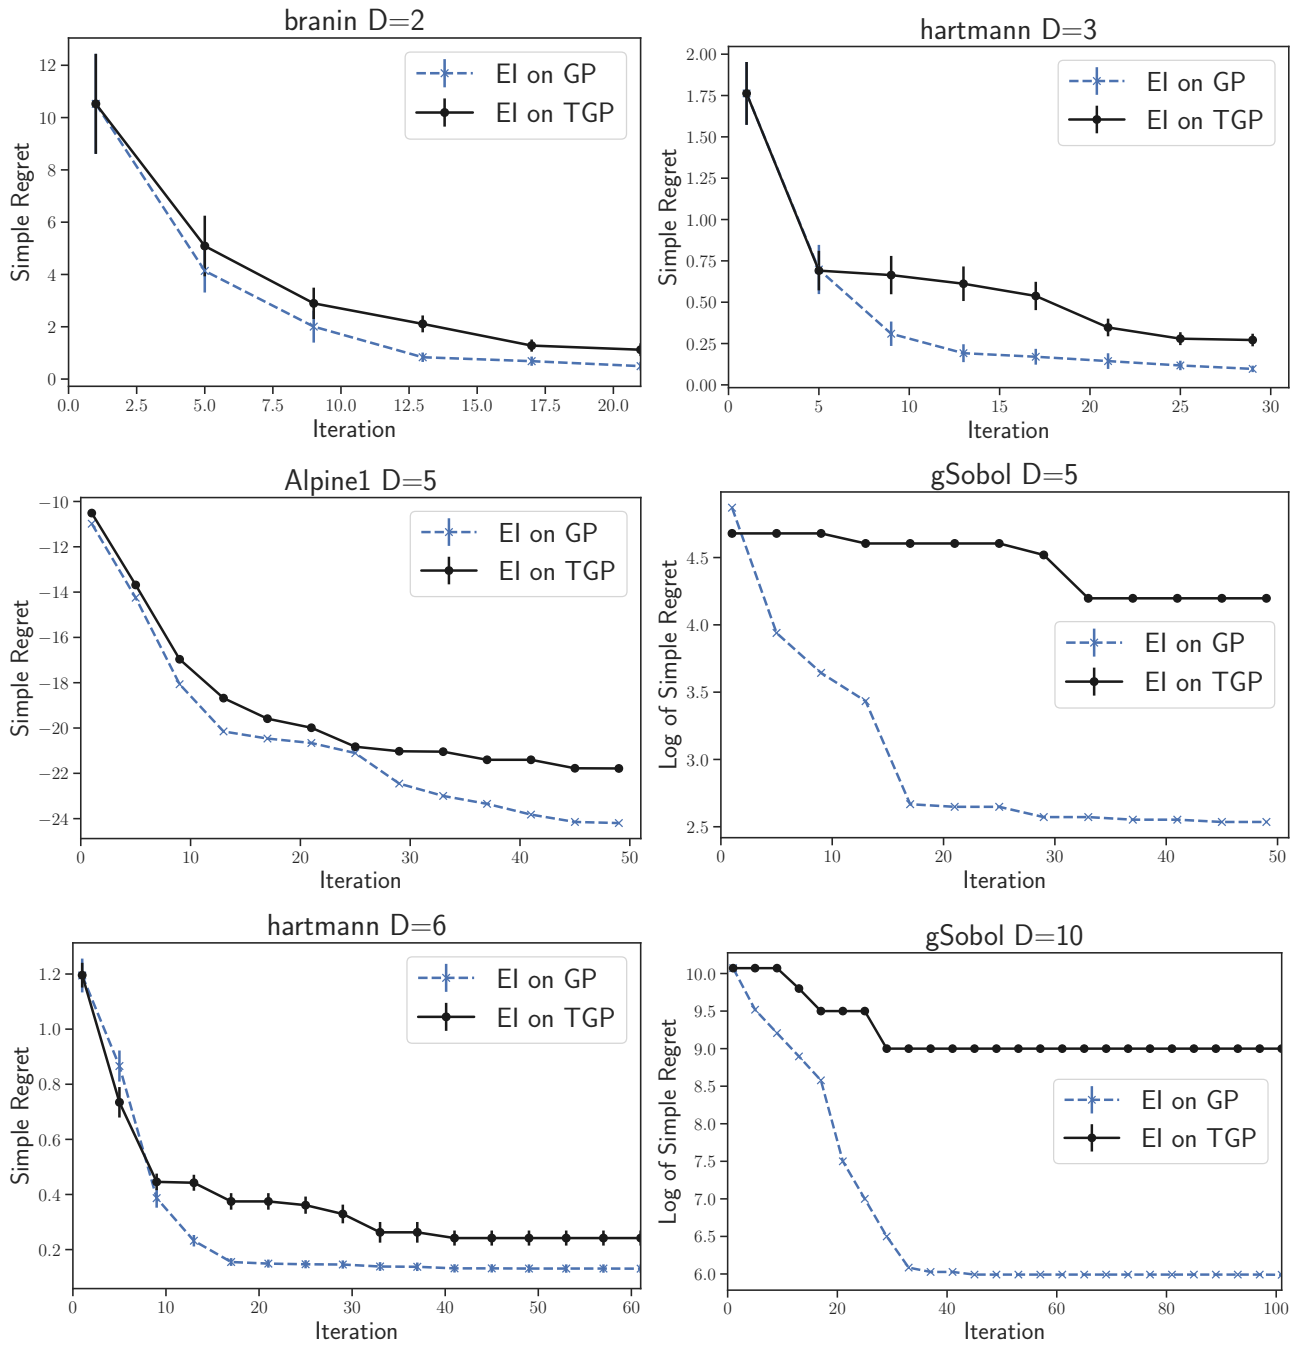 branin D=2
Simple Regret
12
10
8
6
4
2
0
EI on GP
EI on TGP
0.0 2.5 5.0 7.5 10.0 12.5 15.0 17.5 20.0
Iteration
hartmann D=3
Simple Regret
2.00
1.75
1.50
1.25
1.00
0.75
0.50
0.25
0.00
EI on GP
EI on TGP
0 5 10 15 20 25 30
Iteration
Alpine1 D=5
Simple Regret
−10
−12
−14
−16
−18
−20
−22
−24
EI on GP
EI on TGP
0 10 20 30 40 50
Iteration
gSobol D=5
Log of Simple Regret
4.5
4.0
3.5
3.0
2.5
EI on GP
EI on TGP
0 10 20 30 40 50
Iteration
hartmann D=6
Simple Regret
1.2
1.0
0.8
0.6
0.4
0.2
EI on GP
EI on TGP
0 10 20 30 40 50 60
Iteration
gSobol D=10
Log of Simple Regret
10.0
9.5
9.0
8.5
8.0
7.5
7.0
6.5
6.0
EI on GP
EI on TGP
0 20 40 60 80 100
Iteration